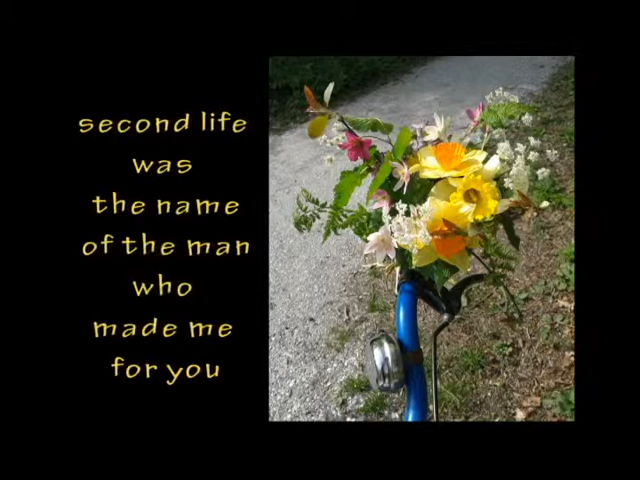 second life
was
the name
of the man
who
made me
for you